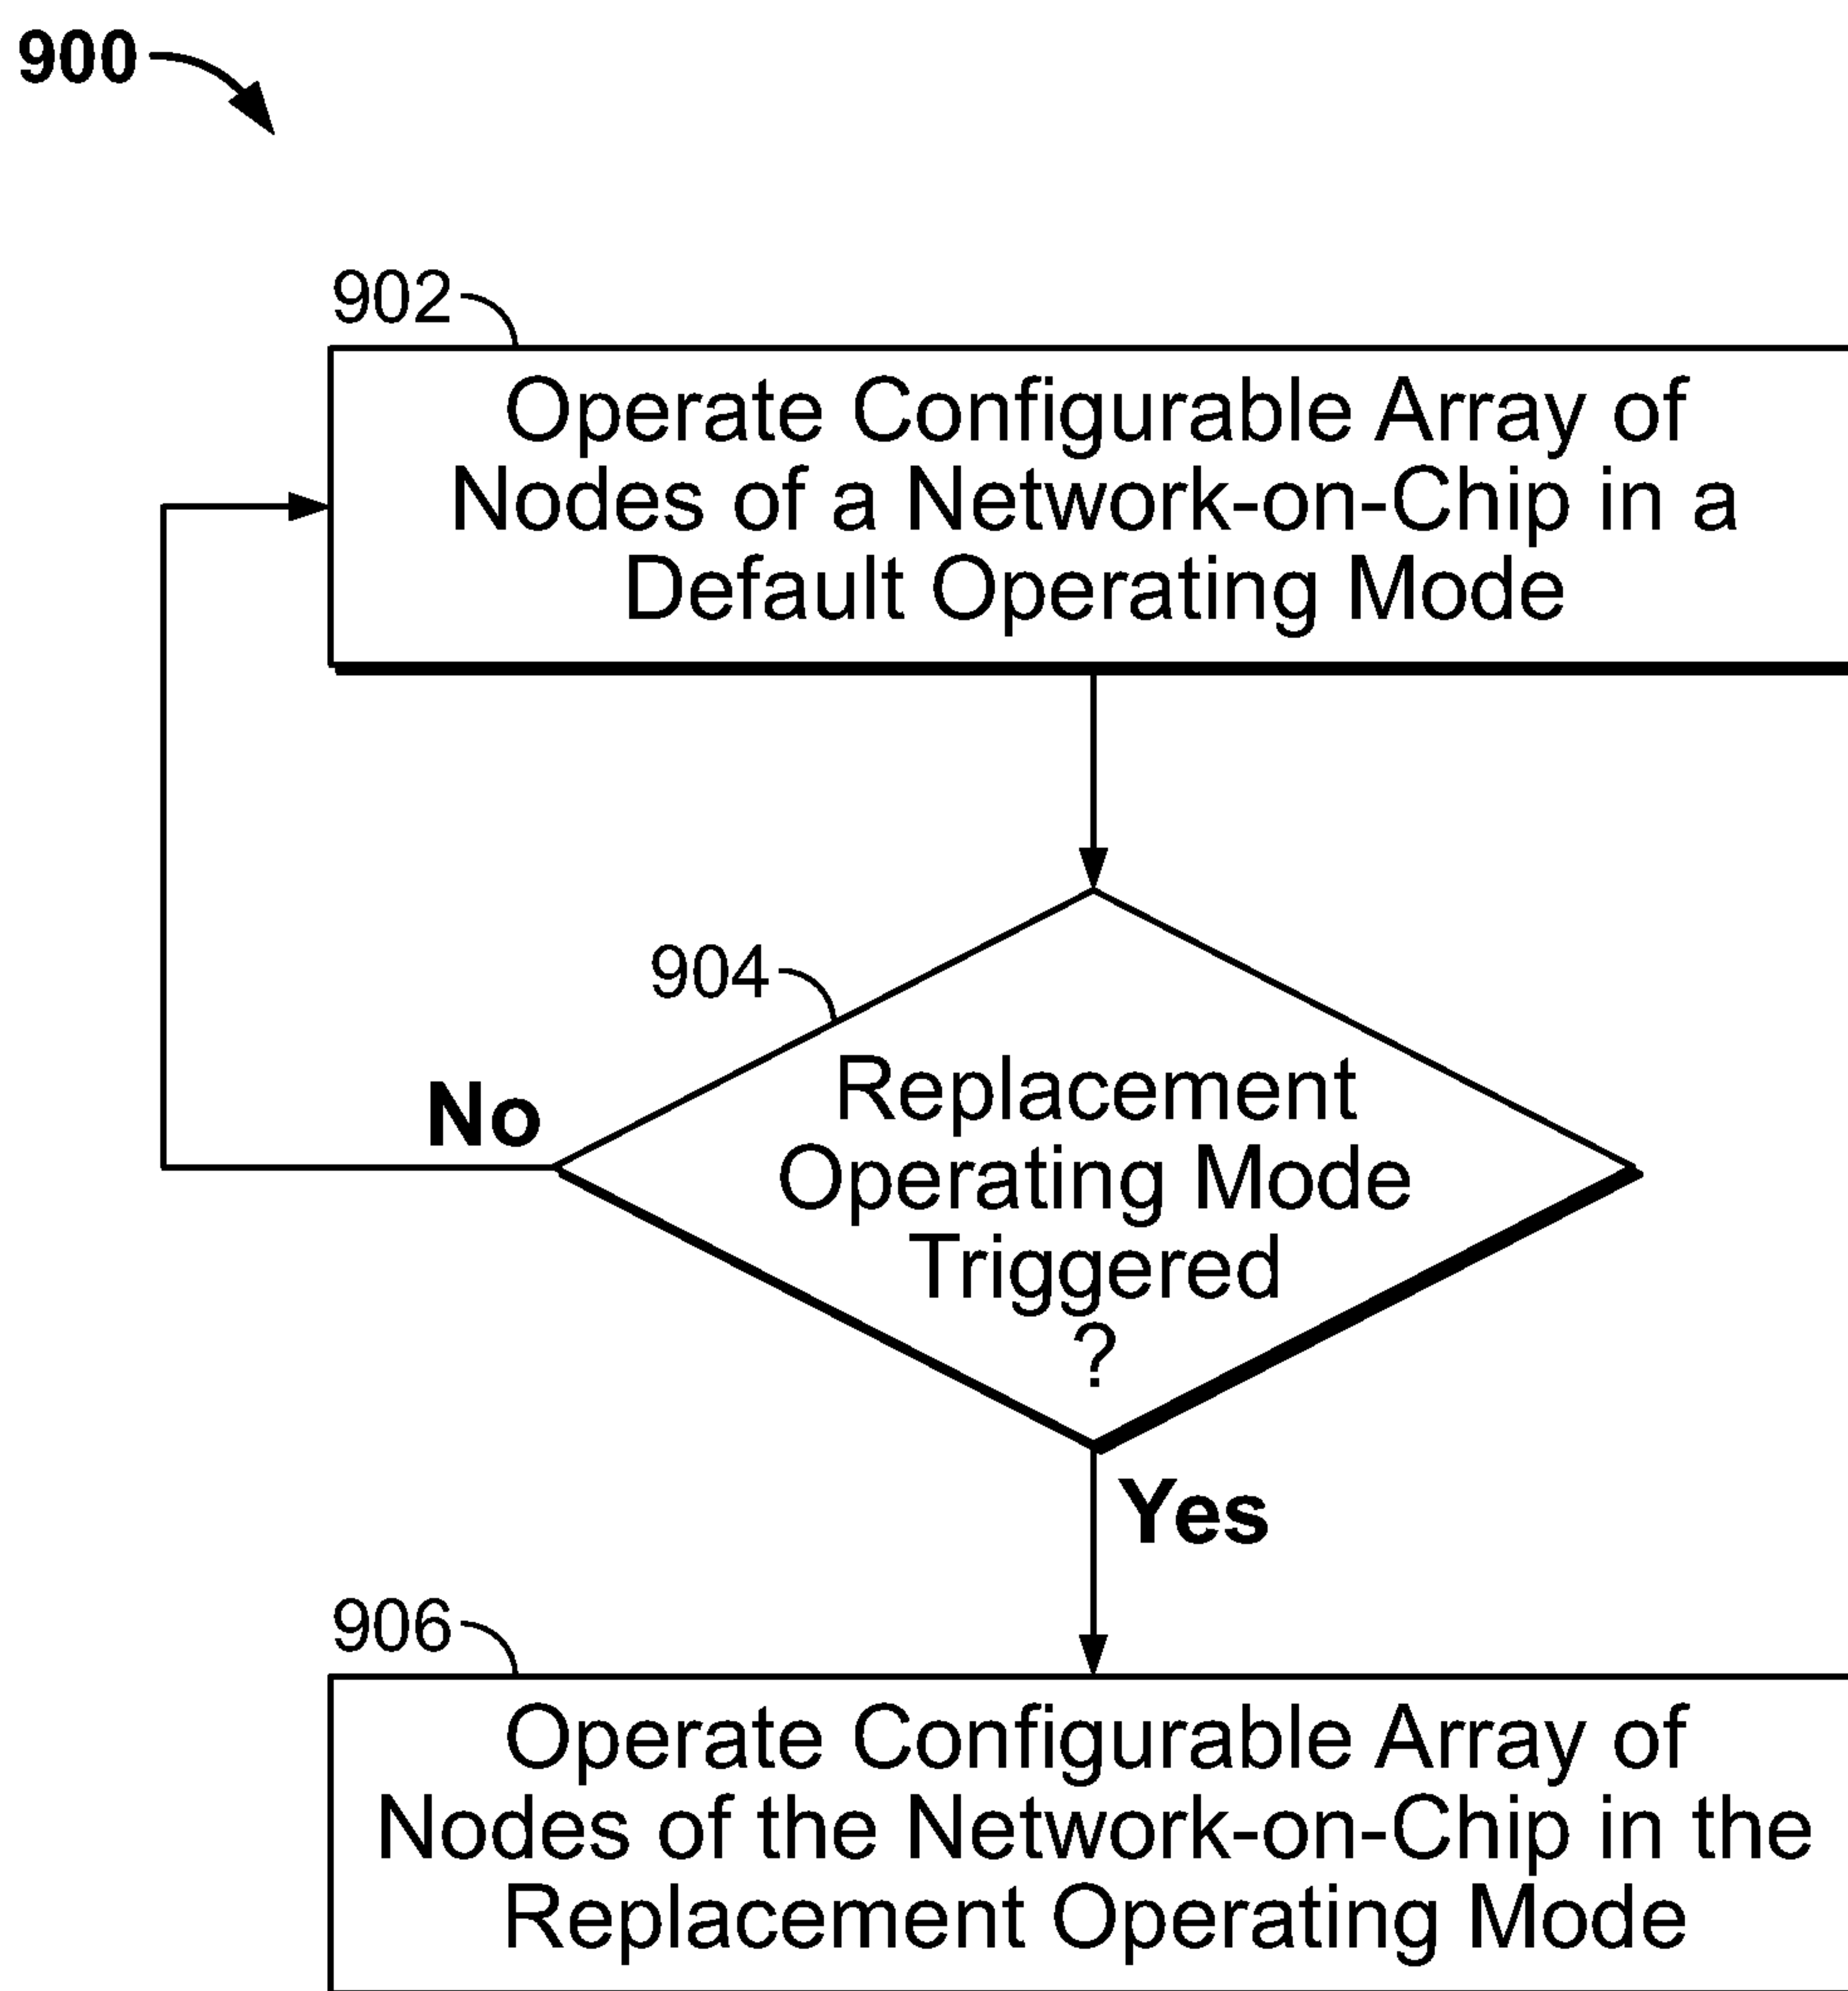 900
902
Operate Configurable Array of
Nodes of a Network-on-Chip in a
Default Operating Mode
904
Replacement
Operating Mode
Triggered
?
No
Yes
906
Operate Configurable Array of
Nodes of the Network-on-Chip in the
Replacement Operating Mode